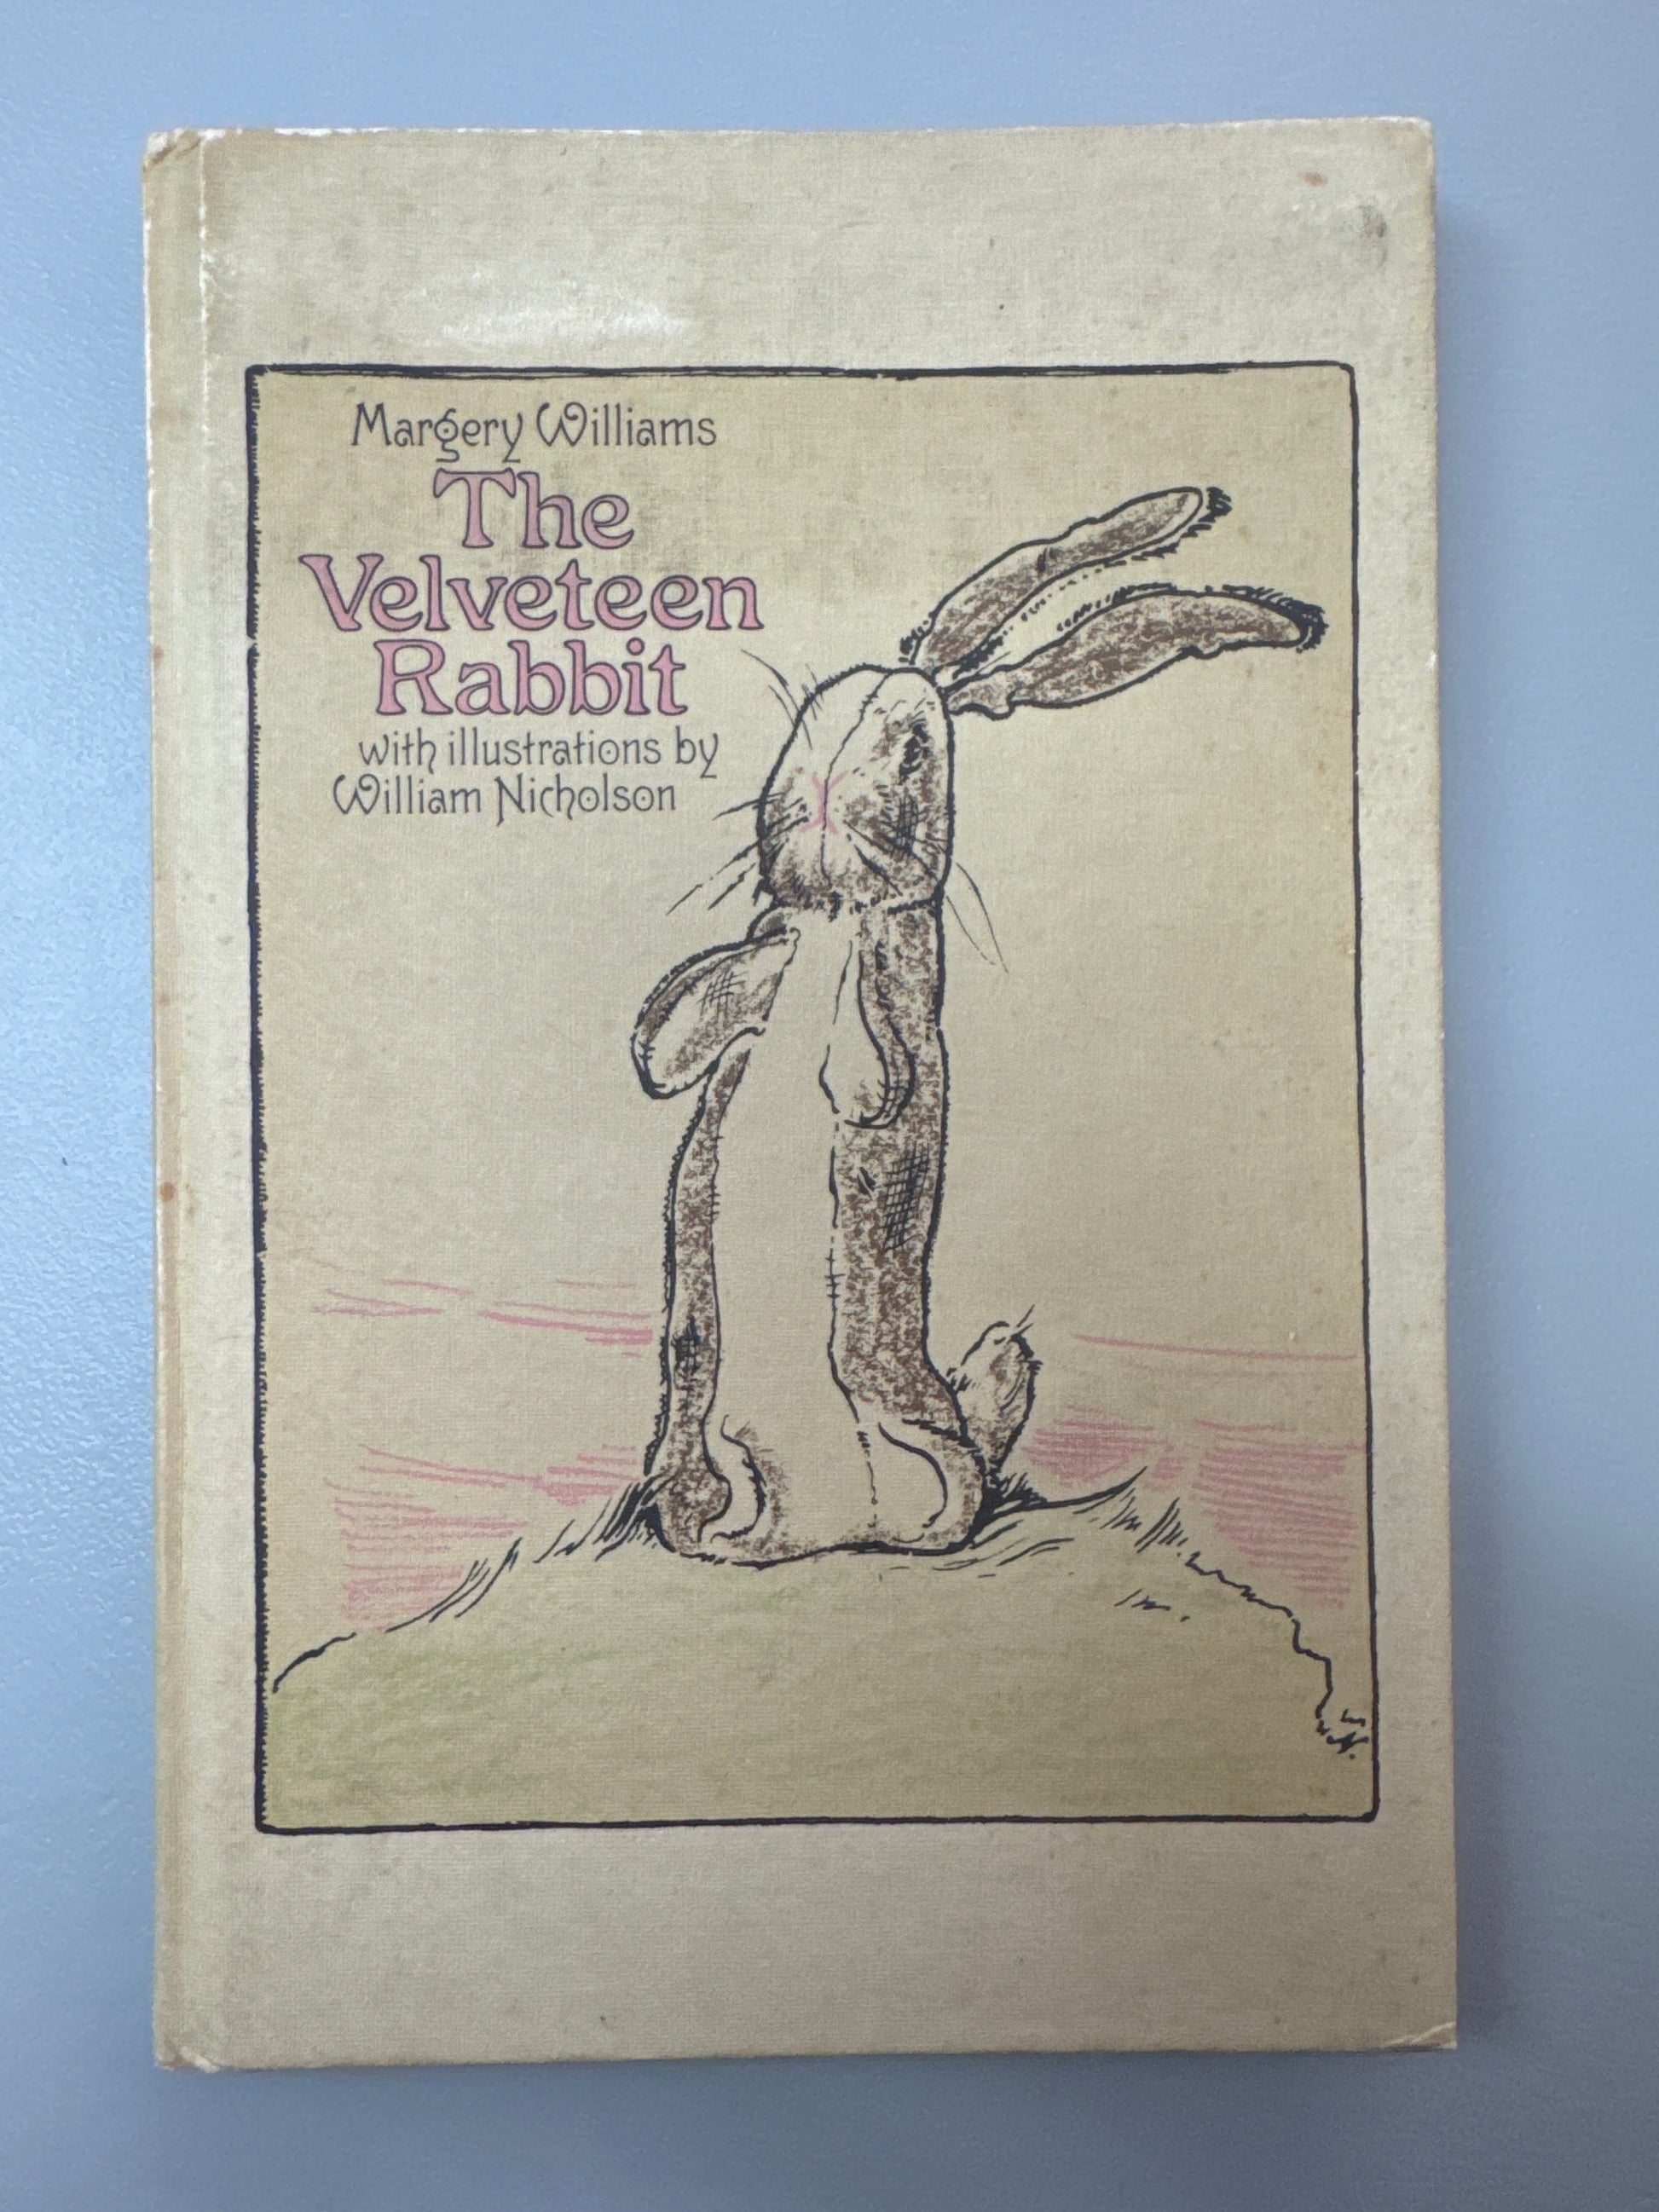 Margery Williams
The
Velveteen
Rabbit
with illustrations by
William Nicholson